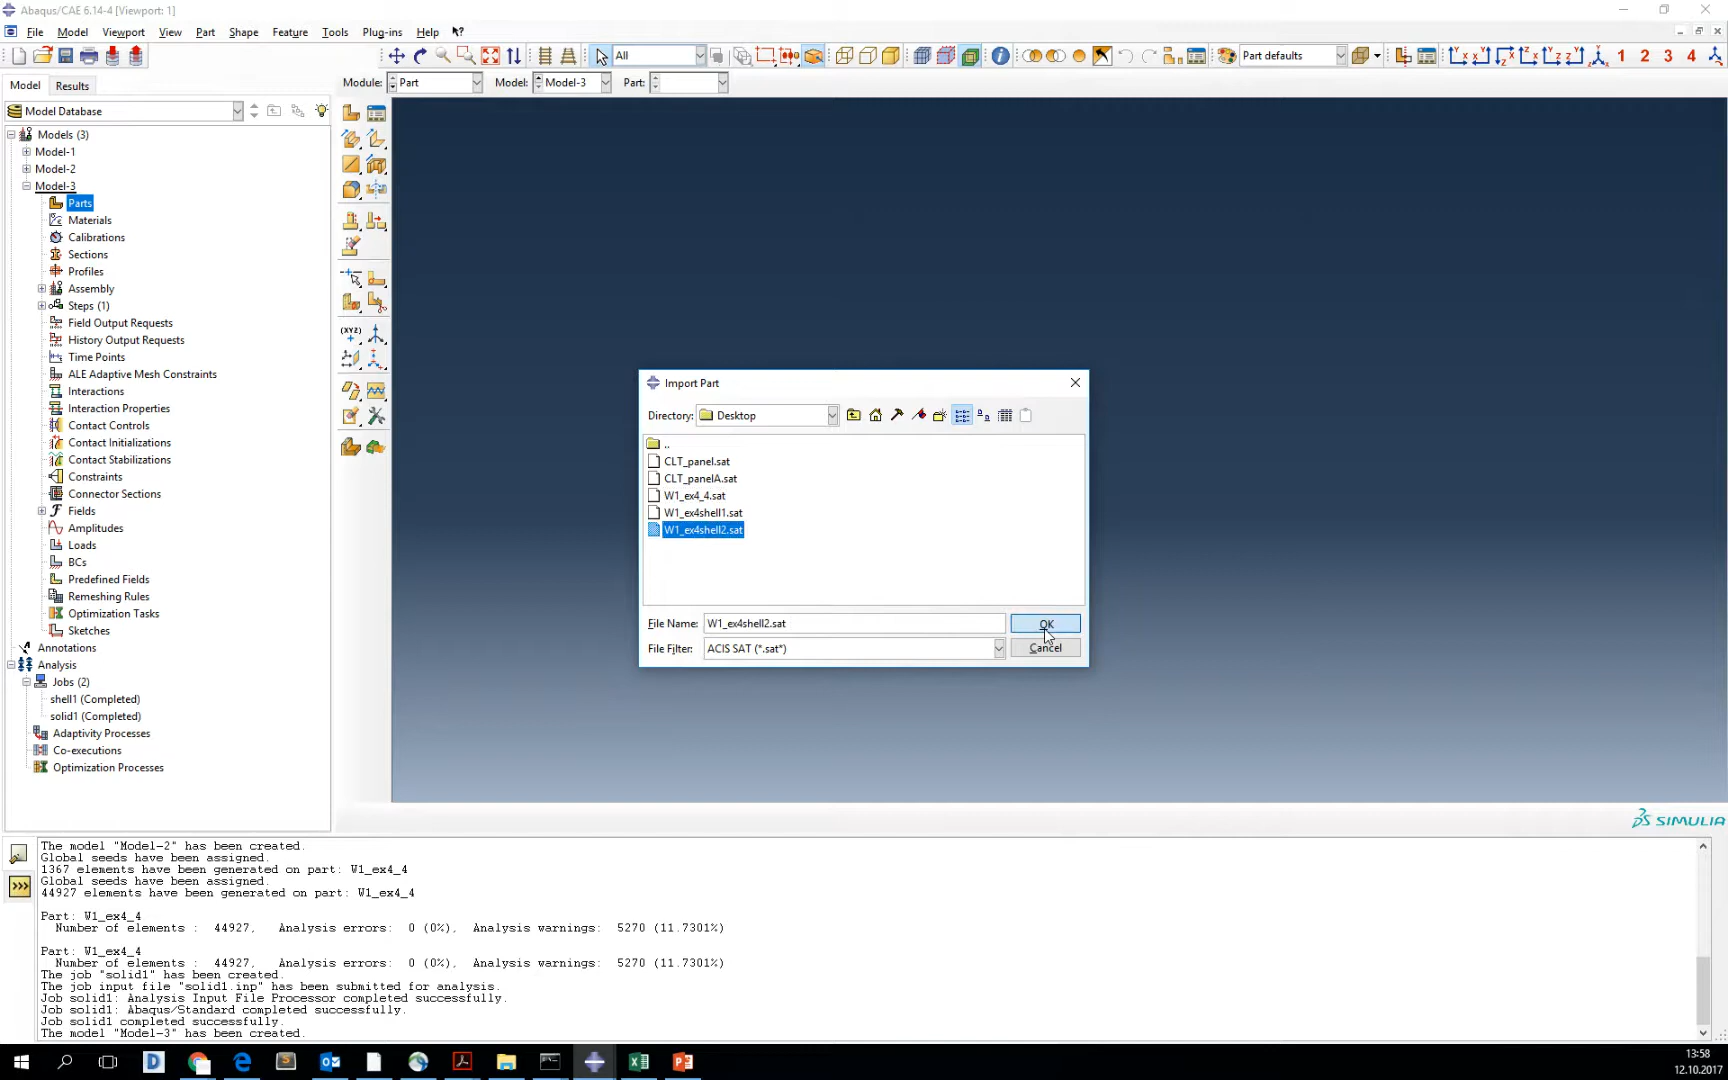 Abaqus/CAE 6.14-4 [Viewport: 1]
File Model Viewport View Part Shape Feature Tools Plug-ins Help
All
Part defaults
1 2 3 4
Model Results
Module: Part Model: Model-3 Part:
Model Database
Models (3)
Model-1
Model-2
Model-3
Parts
Materials
Calibrations
Sections
Profiles
Assembly
Steps (1)
Field Output Requests
History Output Requests
Time Points
ALE Adaptive Mesh Constraints
Interactions
Interaction Properties
Contact Controls
Contact Initializations
Contact Stabilizations
Constraints
Connector Sections
Fields
Amplitudes
Loads
BCs
Predefined Fields
Remeshing Rules
Optimization Tasks
Sketches
Annotations
Analysis
Jobs (2)
shell1 (Completed)
solid1 (Completed)
Adaptivity Processes
Co-executions
Optimization Processes
(XYZ)
Import Part
Directory: Desktop
..
CLT_panel.sat
CLT_panelA.sat
W1_ex4_4.sat
W1_ex4shell1.sat
W1_ex4shell2.sat
File Name: W1_ex4shell2.sat OK
File Filter: ACIS SAT (*.sat*) Cancel
SIMULIA
The model "Model-2" has been created.
Global seeds have been assigned.
1367 elements have been generated on part: W1_ex4_4
Global seeds have been assigned.
44927 elements have been generated on part: W1_ex4_4
Part: W1_ex4_4
Number of elements : 44927, Analysis errors: 0 (0%), Analysis warnings: 5270 (11.7301%)
Part: W1_ex4_4
Number of elements : 44927, Analysis errors: 0 (0%), Analysis warnings: 5270 (11.7301%)
The job "solid1" has been created.
The job input file "solid1.inp" has been submitted for analysis.
Job solid1: Analysis Input File Processor completed successfully.
Job solid1: Abaqus/Standard completed successfully.
Job solid1 completed successfully.
The model "Model-3" has been created.
13:58
12.10.2017